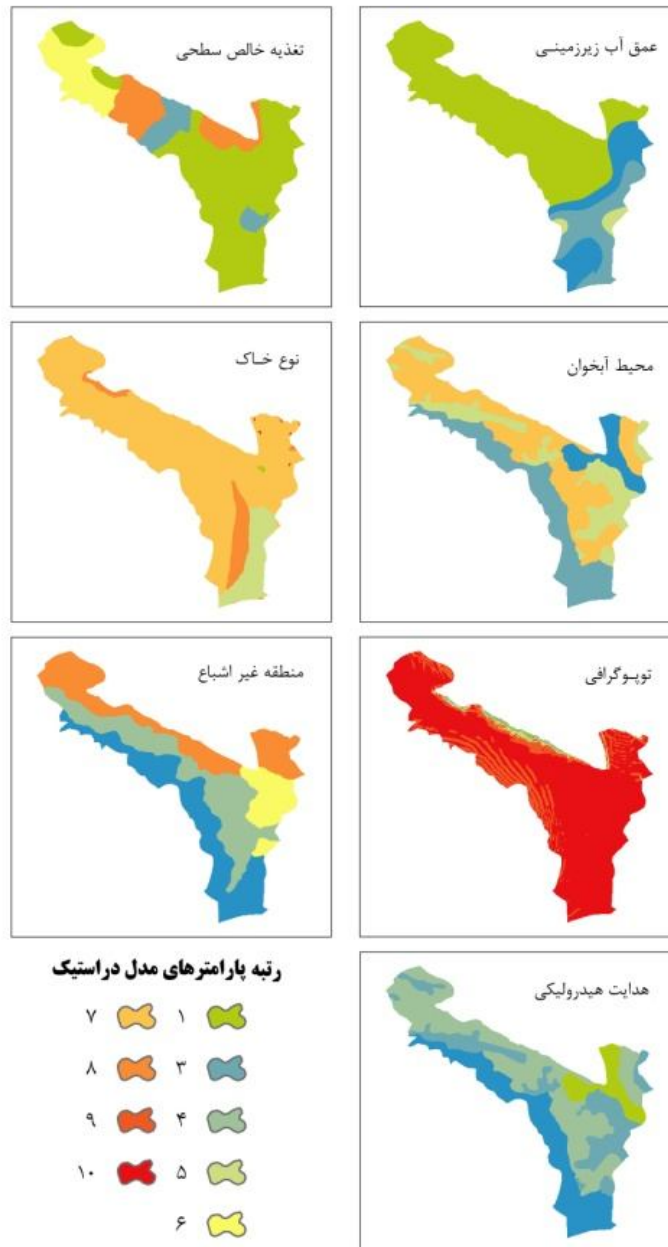 عمق آب زیرزمینی
تغذیه خالص سطحی
محیط آبخوان
نوع خاک
توپوگرافی
منطقه غیر اشباع
هدایت هیدرولیکی
رتبه پارامترهای مدل دراستیک
۱
۷
۳
۸
۴
۹
۵
۱۰
۶